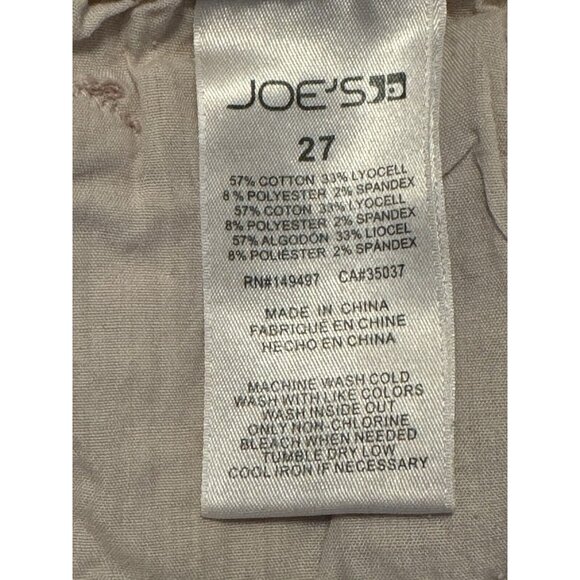 JOE'S
27
57% COTTON 33% LYOCELL
8% POLYESTER 2% SPANDEX
57% COTON 33% LYOCELL
8% POLYESTER 2% SPANDEX
57% ALGODÓN 33% LIOCEL
8% POLIÉSTER 2% SPANDEX
RN#149497 CA#35037
MADE IN CHINA
FABRIQUÉ EN CHINE
HECHO EN CHINA
MACHINE WASH COLD
WASH WITH LIKE COLORS
WASH INSIDE OUT
ONLY NON-CHLORINE
BLEACH WHEN NEEDED
TUMBLE DRY LOW
COOL IRON IF NECESSARY